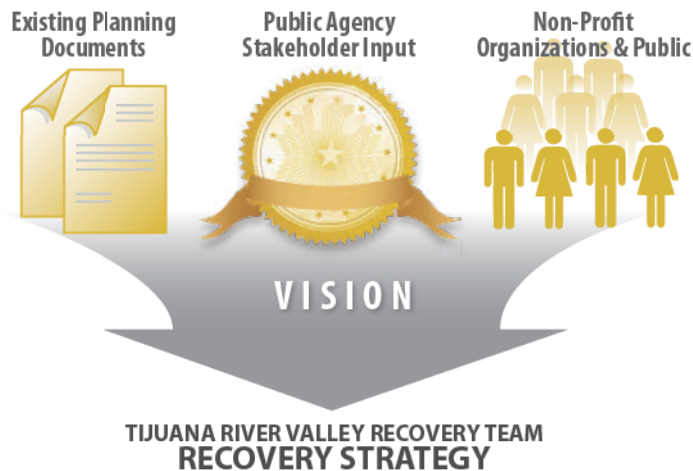 Existing Planning
Documents
Public Agency
Stakeholder Input
Non-Profit
Organizations & Public
VISION
TIJUANA RIVER VALLEY RECOVERY TEAM
RECOVERY STRATEGY